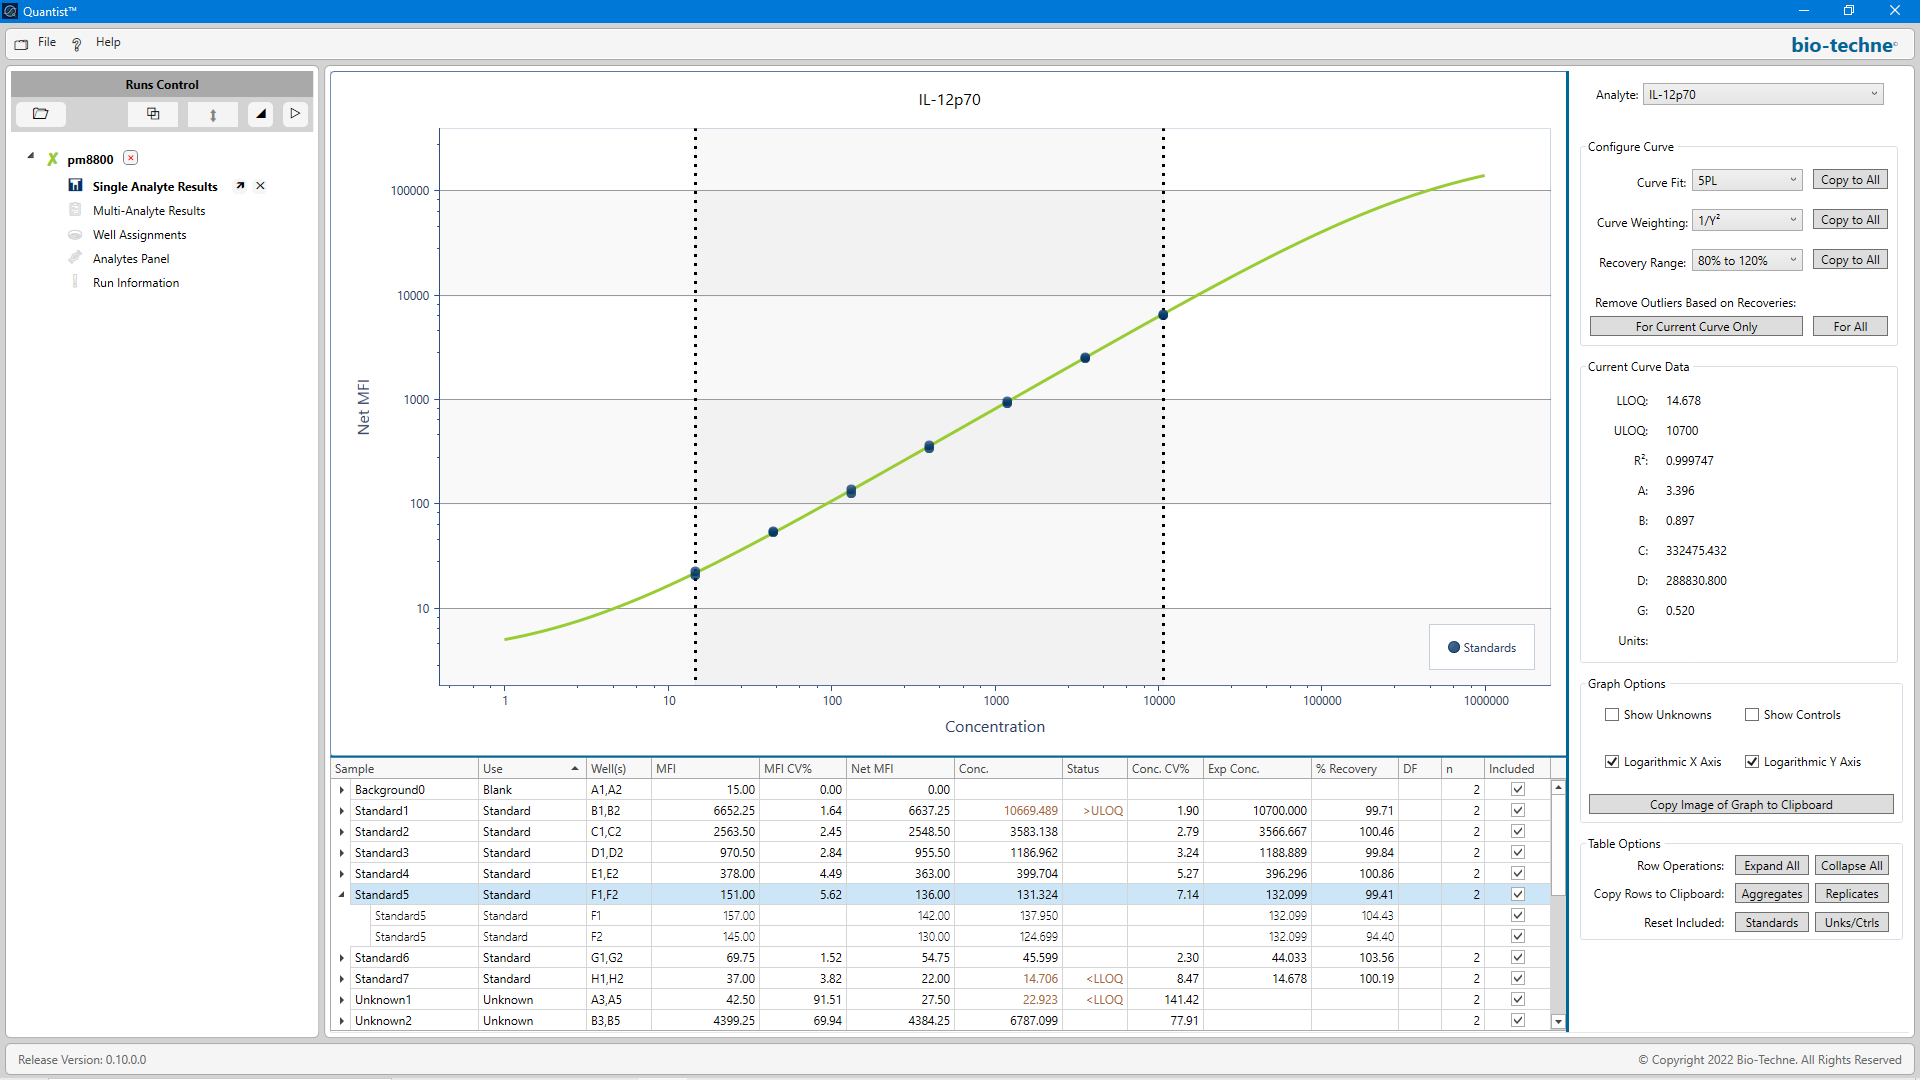 Quantist™
File Help
bio-techne
Runs Control
pm8800
Single Analyte Results
Multi-Analyte Results
Well Assignments
Analytes Panel
Run Information
IL-12p70
100000
10000
1000
100
10
Net MFI
1 10 100 1000 10000 100000 1000000
Concentration
Standards
Sample Use Well(s) MFI MFI CV% Net MFI Conc. Status Conc. CV% Exp Conc. % Recovery DF n Included
Background0 Blank A1,A2 15.00 0.00 0.00 2
Standard1 Standard B1,B2 6652.25 1.64 6637.25 10669.489 >ULOQ 1.90 10700.000 99.71 2
Standard2 Standard C1,C2 2563.50 2.45 2548.50 3583.138 2.79 3566.667 100.46 2
Standard3 Standard D1,D2 970.50 2.84 955.50 1186.962 3.24 1188.889 99.84 2
Standard4 Standard E1,E2 378.00 4.49 363.00 399.704 5.27 396.296 100.86 2
Standard5 Standard F1,F2 151.00 5.62 136.00 131.324 7.14 132.099 99.41 2
Standard5 Standard F1 157.00 142.00 137.950 132.099 104.43
Standard5 Standard F2 145.00 130.00 124.699 132.099 94.40
Standard6 Standard G1,G2 69.75 1.52 54.75 45.599 2.30 44.033 103.56 2
Standard7 Standard H1,H2 37.00 3.82 22.00 14.706 <LLOQ 8.47 14.678 100.19 2
Unknown1 Unknown A3,A5 42.50 91.51 27.50 22.923 <LLOQ 141.42 2
Unknown2 Unknown B3,B5 4399.25 69.94 4384.25 6787.099 77.91 2
Analyte: IL-12p70
Configure Curve
Curve Fit: 5PL Copy to All
Curve Weighting: 1/Y² Copy to All
Recovery Range: 80% to 120% Copy to All
Remove Outliers Based on Recoveries:
For Current Curve Only For All
Current Curve Data
LLOQ: 14.678
ULOQ: 10700
R²: 0.999747
A: 3.396
B: 0.897
C: 332475.432
D: 288830.800
G: 0.520
Units:
Graph Options
Show Unknowns Show Controls
Logarithmic X Axis Logarithmic Y Axis
Copy Image of Graph to Clipboard
Table Options
Row Operations: Expand All Collapse All
Copy Rows to Clipboard: Aggregates Replicates
Reset Included: Standards Unks/Ctrls
Release Version: 0.10.0.0
© Copyright 2022 Bio-Techne. All Rights Reserved